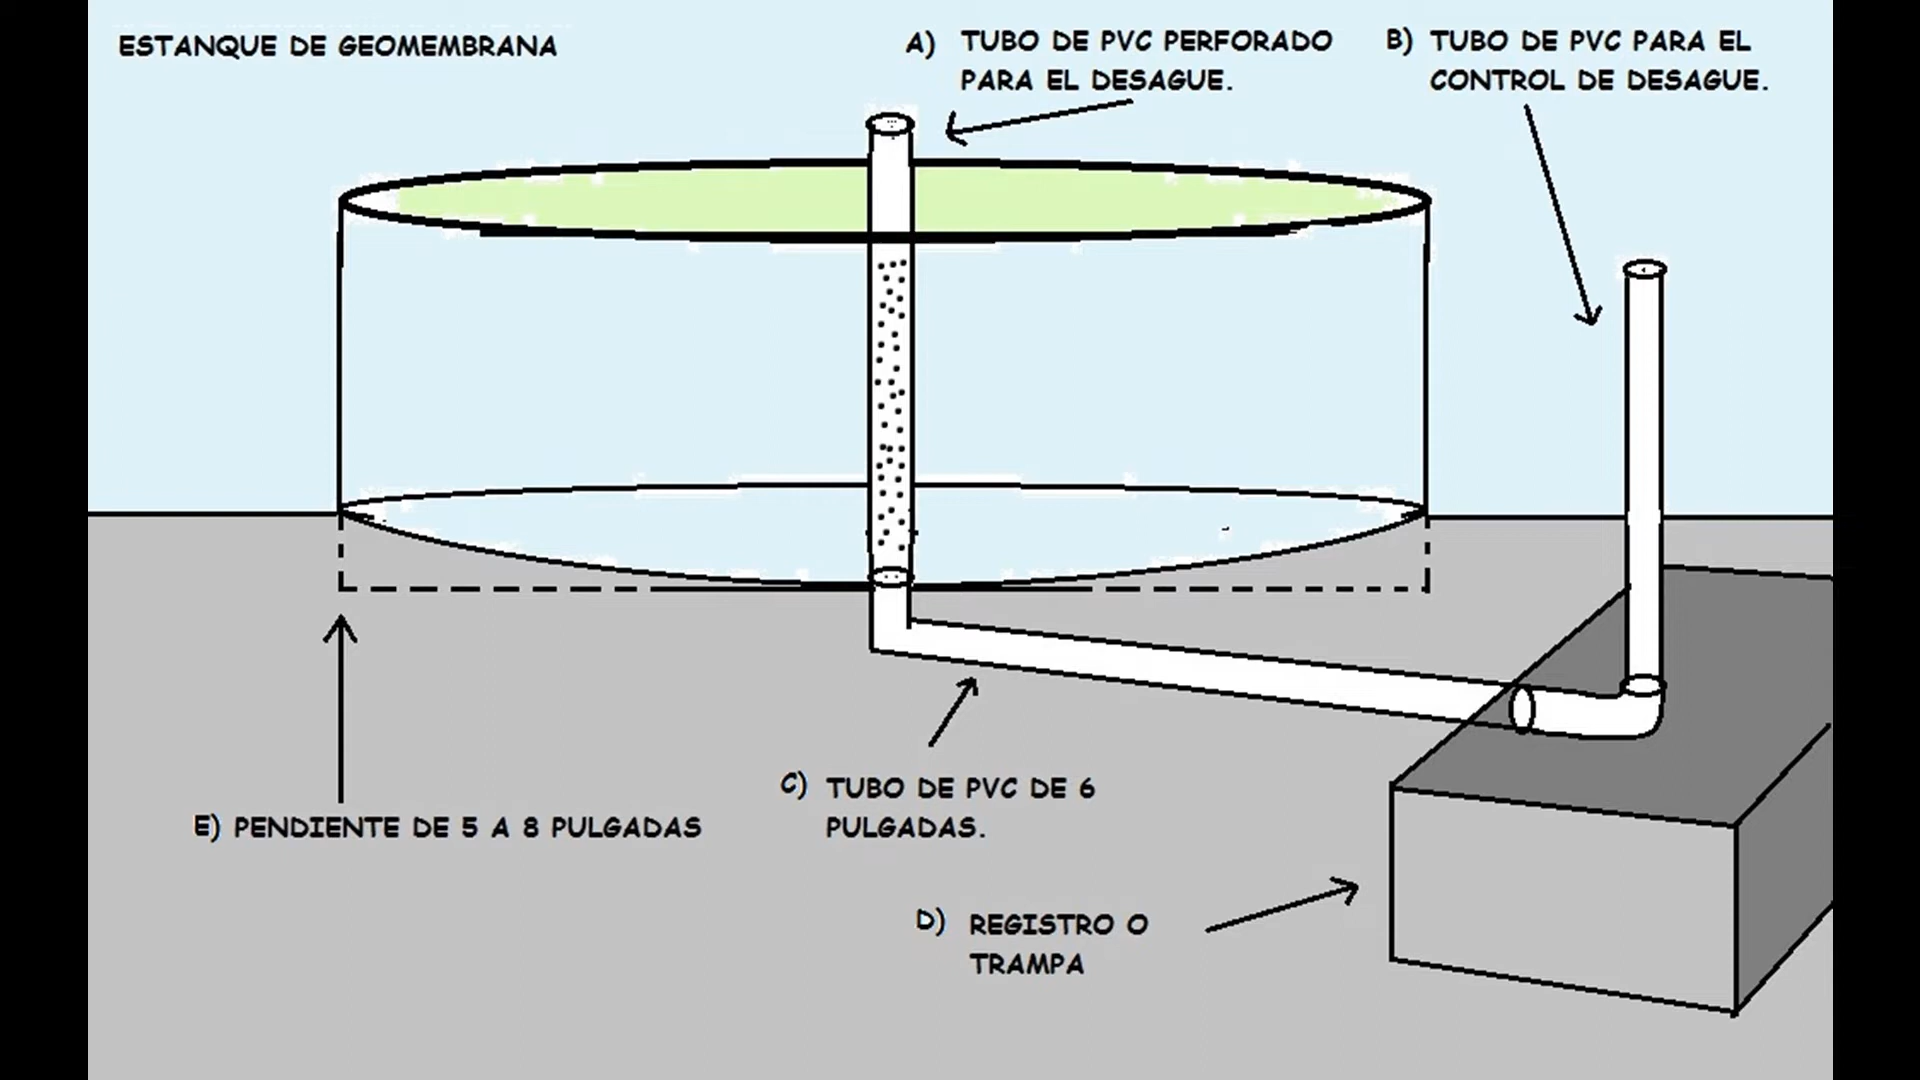 ESTANQUE DE GEOMEMBRANA
A) TUBO DE PVC PERFORADO
PARA EL DESAGUE.
B) TUBO DE PVC PARA EL
CONTROL DE DESAGUE.
C) TUBO DE PVC DE 6
PULGADAS.
E) PENDIENTE DE 5 A 8 PULGADAS
D) REGISTRO O
TRAMPA